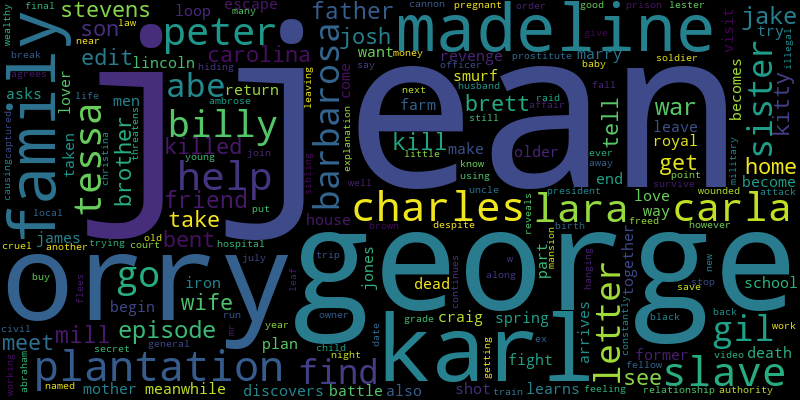 final stevens loop escape many father cannon pregnant order good prison lester
wealthy son law peter josh madeline give jake
break near edit lincoln carolina want money revenge prostitute marry visit try illegal
family agrees men hiding come say officer smurf soldier baby becomes sister kitty
asks lover abe return leaving barbarosa explanation husband farm next brett raid affair fall tell war leave royal military
captured causing life tessa taken brother christina threatens billy ambrose killed young join kill little still make know using older ever away end get point home become
j jean help friend sibling well uncle president survive wounded attack
local james trying another cruel old court take put bent hospital house charles brown despite reveals lara love way freed birth however carla
orry go july iron leaf trip george mansion w along part hanging together relationship new school
buy flees begin wife run mr owner jones continues dead ex arrives letter constantly black save stop back gil work
civil meet mill episode year plan child date grade craig spring karl getting fight feeling fellow see former video death slave
working abraham secret general plantation night find
named mother meanwhile discovers battle also shot train learns relationship authority